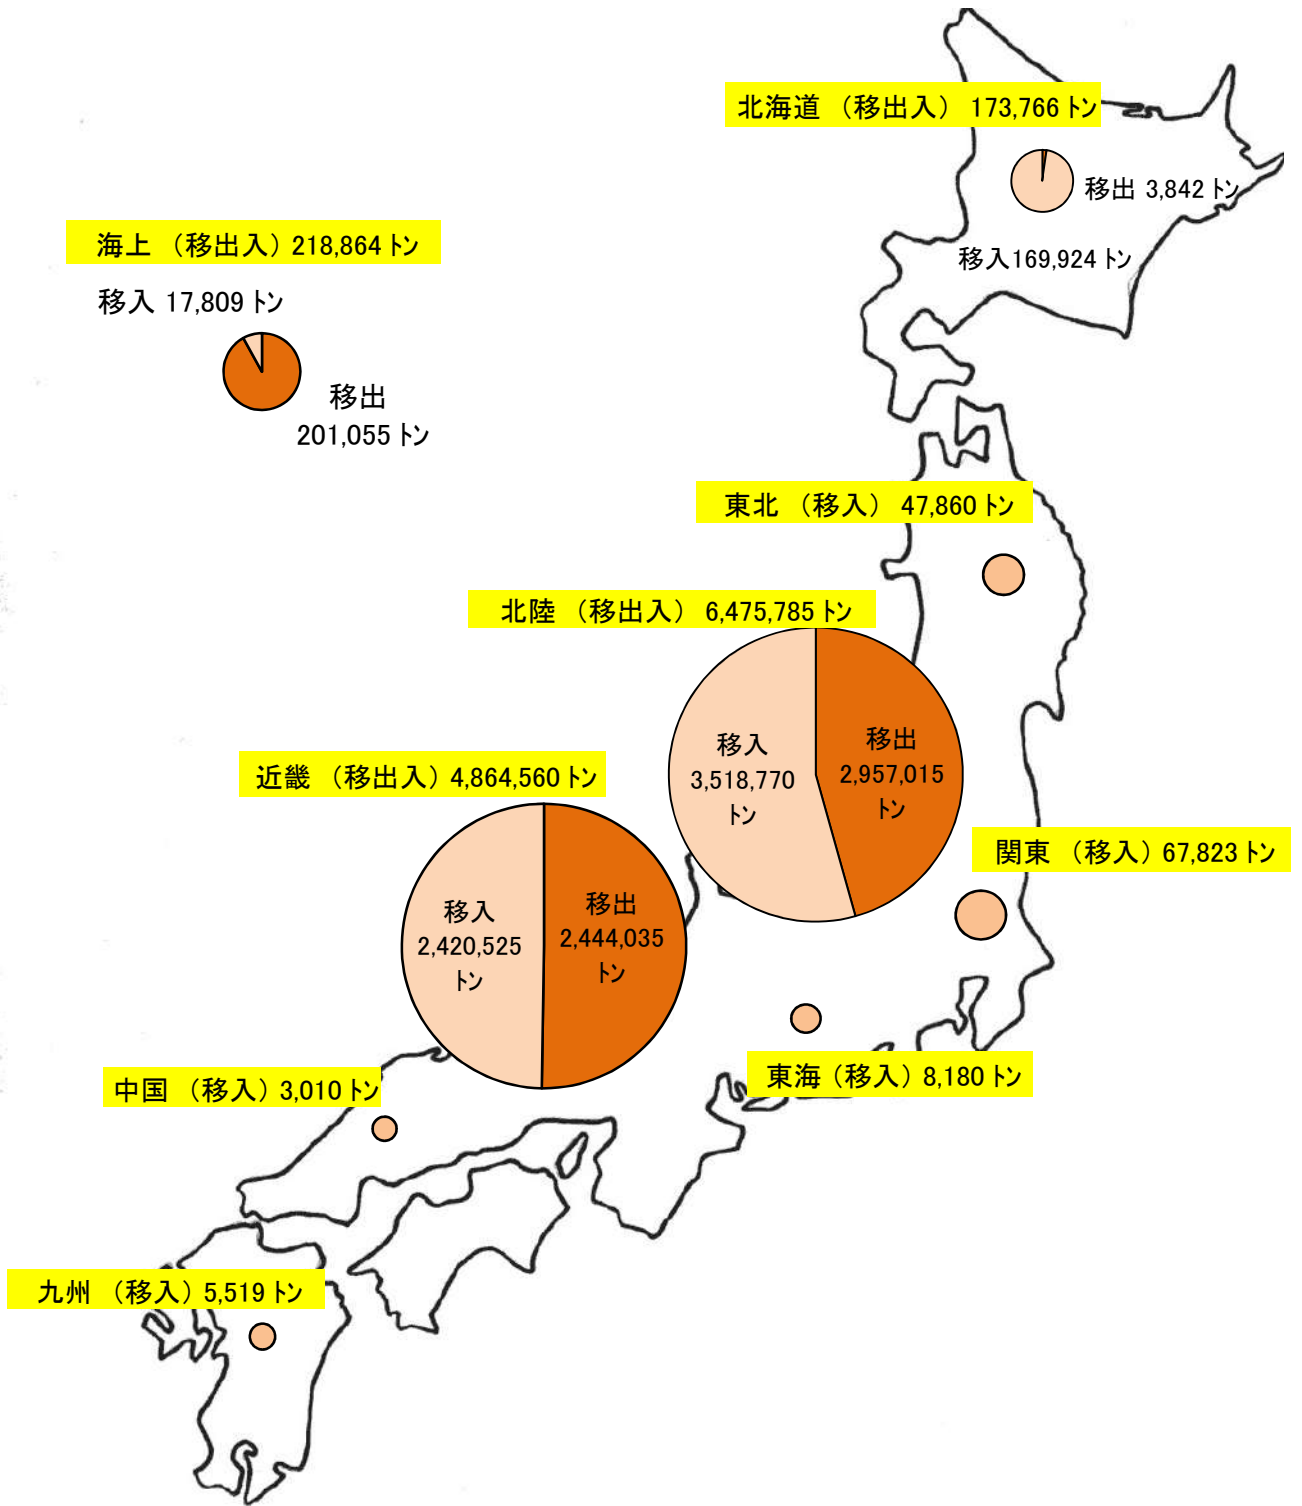 北海道 （移出入） 173,766 トン
移出 3,842 トン
移入169,924 トン
海上 （移出入） 218,864 トン
移入 17,809 トン
移出
201,055 トン
東北 （移入） 47,860 トン
北陸 （移出入） 6,475,785 トン
移入
3,518,770
トン
移出
2,957,015
トン
近畿 （移出入） 4,864,560 トン
移入
2,420,525
トン
移出
2,444,035
トン
関東 （移入） 67,823 トン
東海 （移入） 8,180 トン
中国 （移入） 3,010 トン
九州 （移入） 5,519 トン